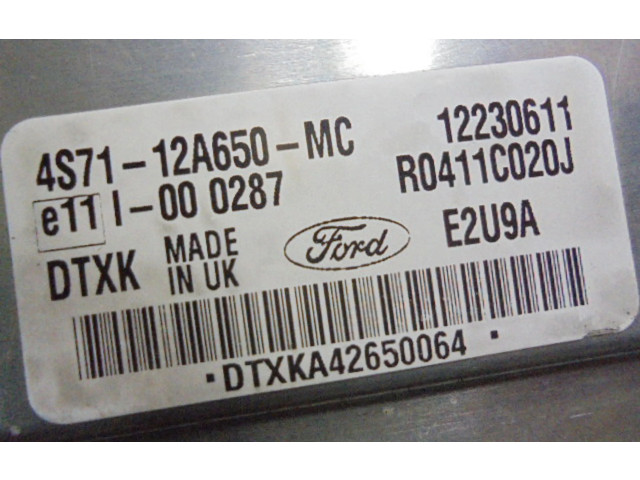 4S71-12A650-MC 12230611
e11 I-00 0287 R0411C020J
DTXK MADE IN UK Ford E2U9A
DTXKA42650064